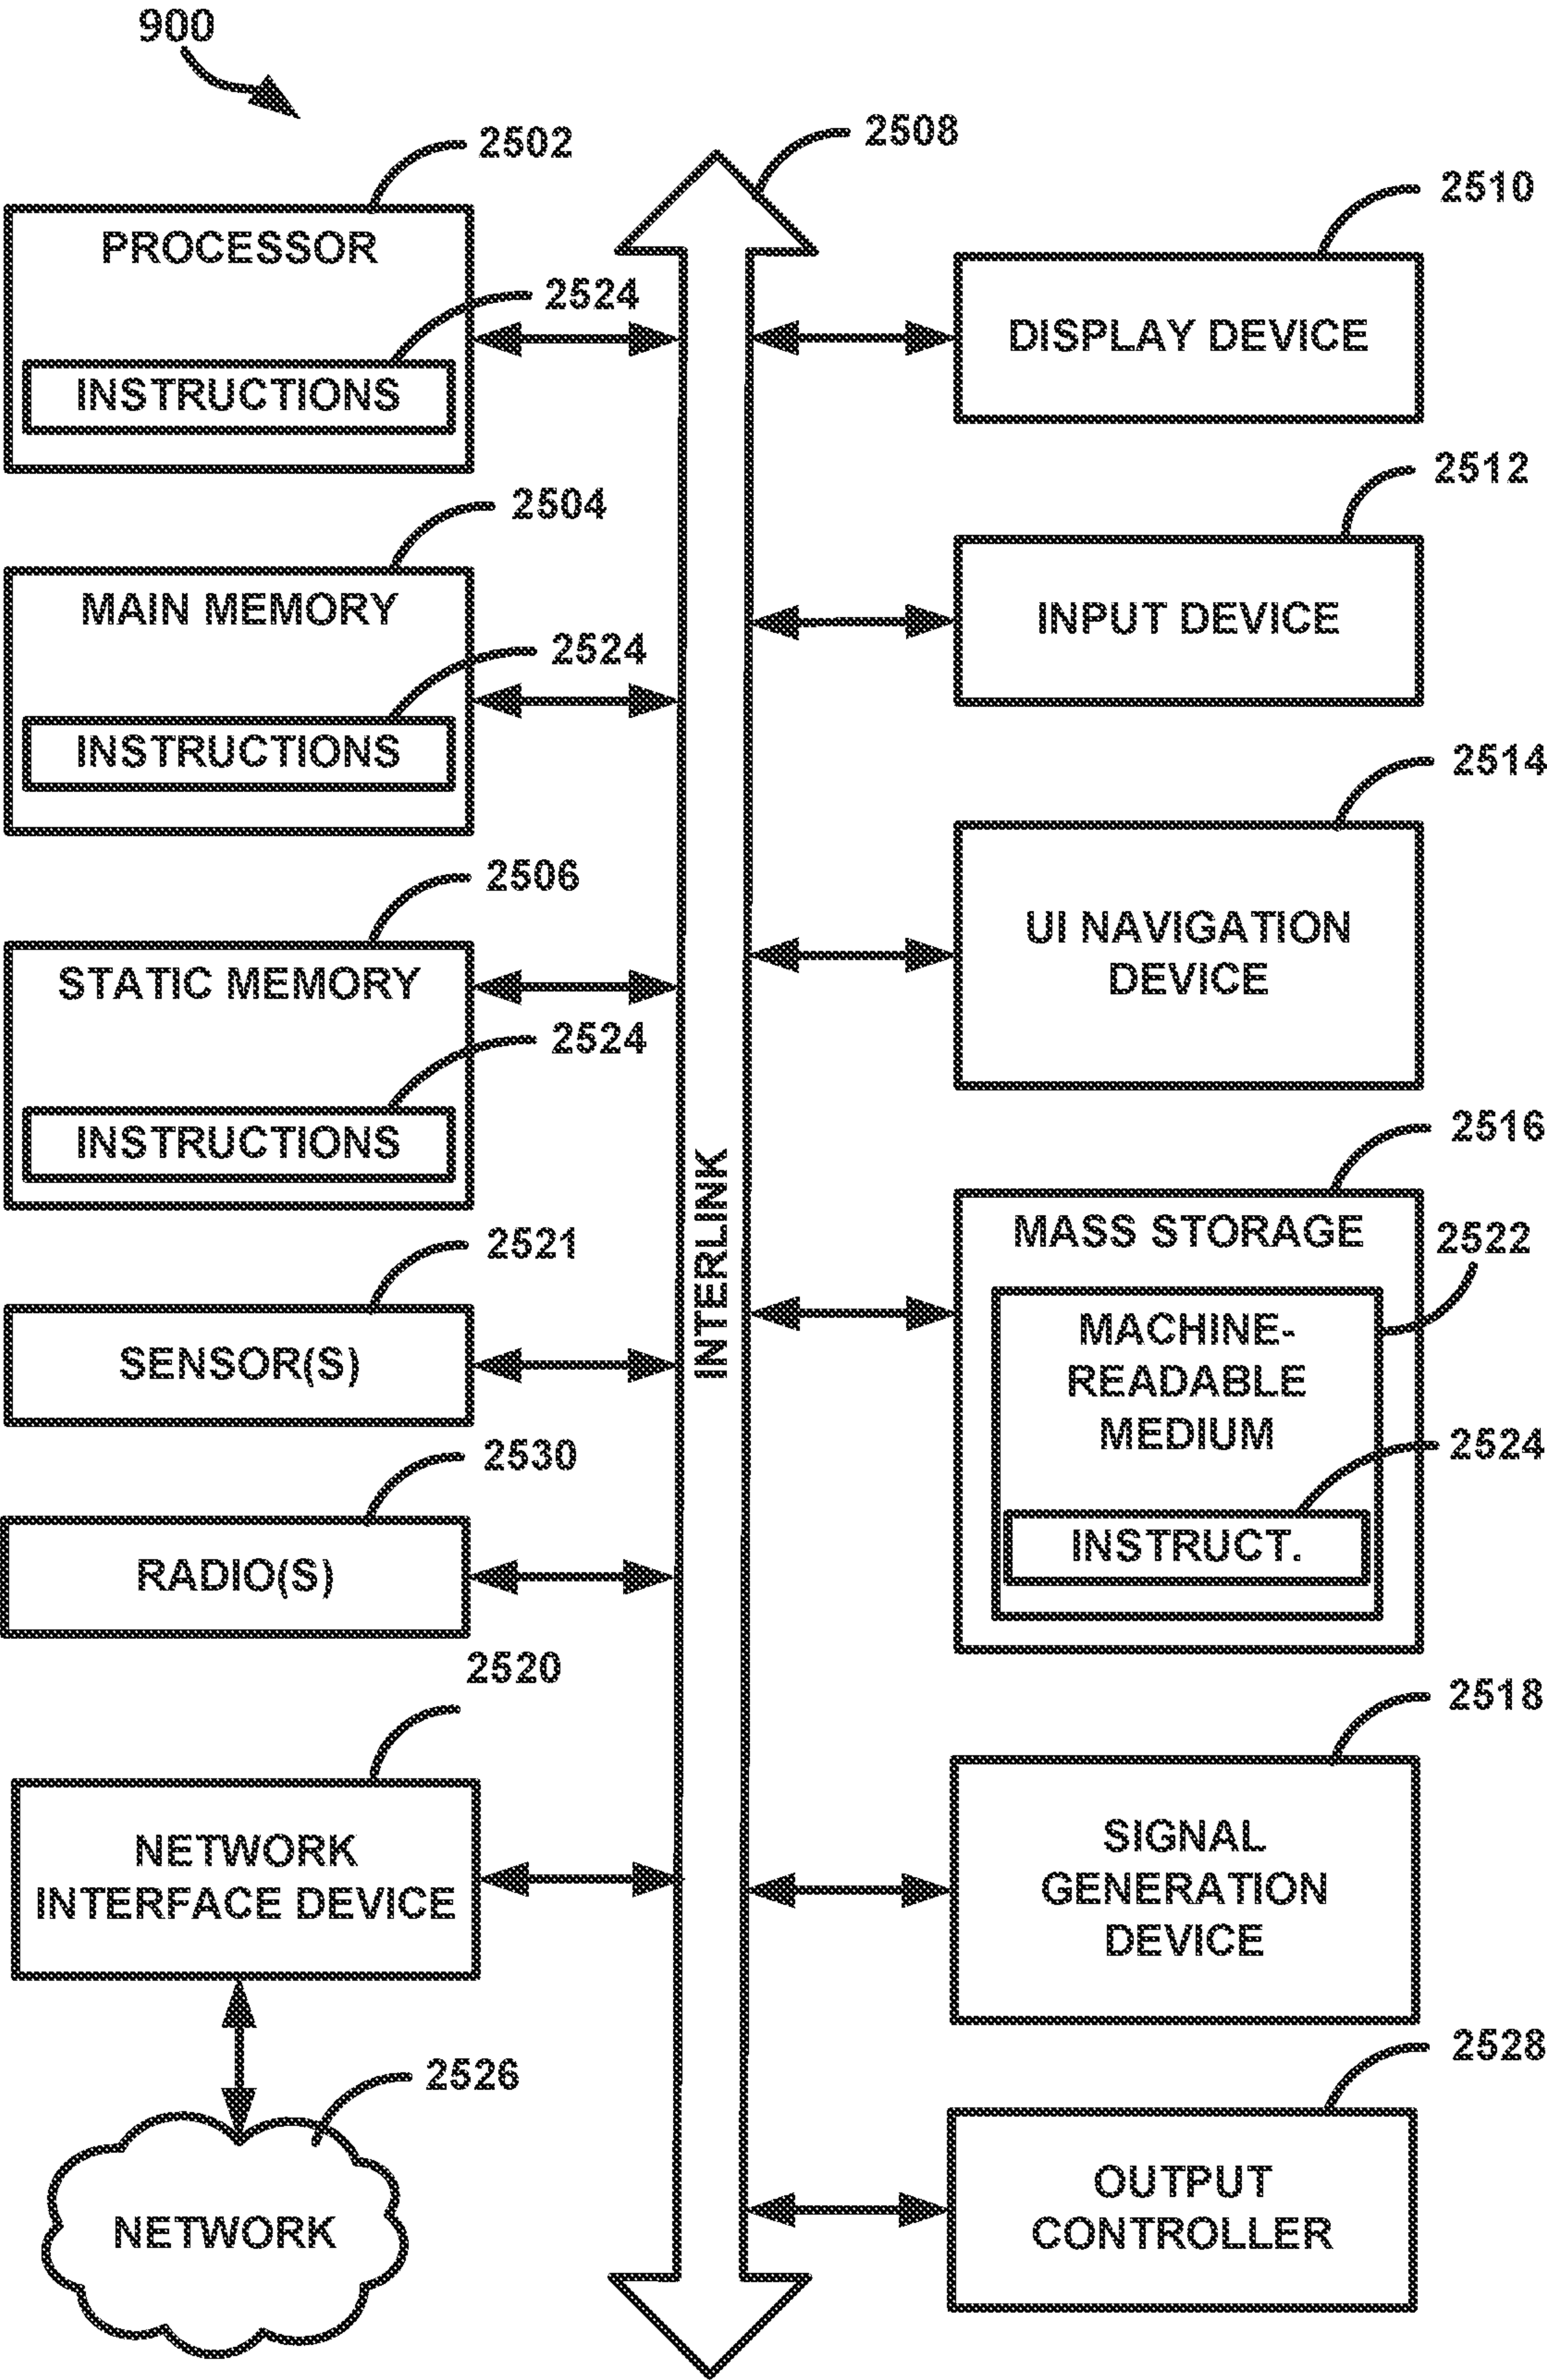 900
2502
PROCESSOR
2524
INSTRUCTIONS
2504
MAIN MEMORY
2524
INSTRUCTIONS
2506
STATIC MEMORY
2524
INSTRUCTIONS
2521
SENSOR(S)
2530
RADIO(S)
2520
NETWORK
INTERFACE DEVICE
2526
NETWORK
2508
INTERLINK
2510
DISPLAY DEVICE
2512
INPUT DEVICE
2514
UI NAVIGATION
DEVICE
2516
MASS STORAGE
2522
MACHINE-
READABLE
MEDIUM
2524
INSTRUCT.
2518
SIGNAL
GENERATION
DEVICE
2528
OUTPUT
CONTROLLER